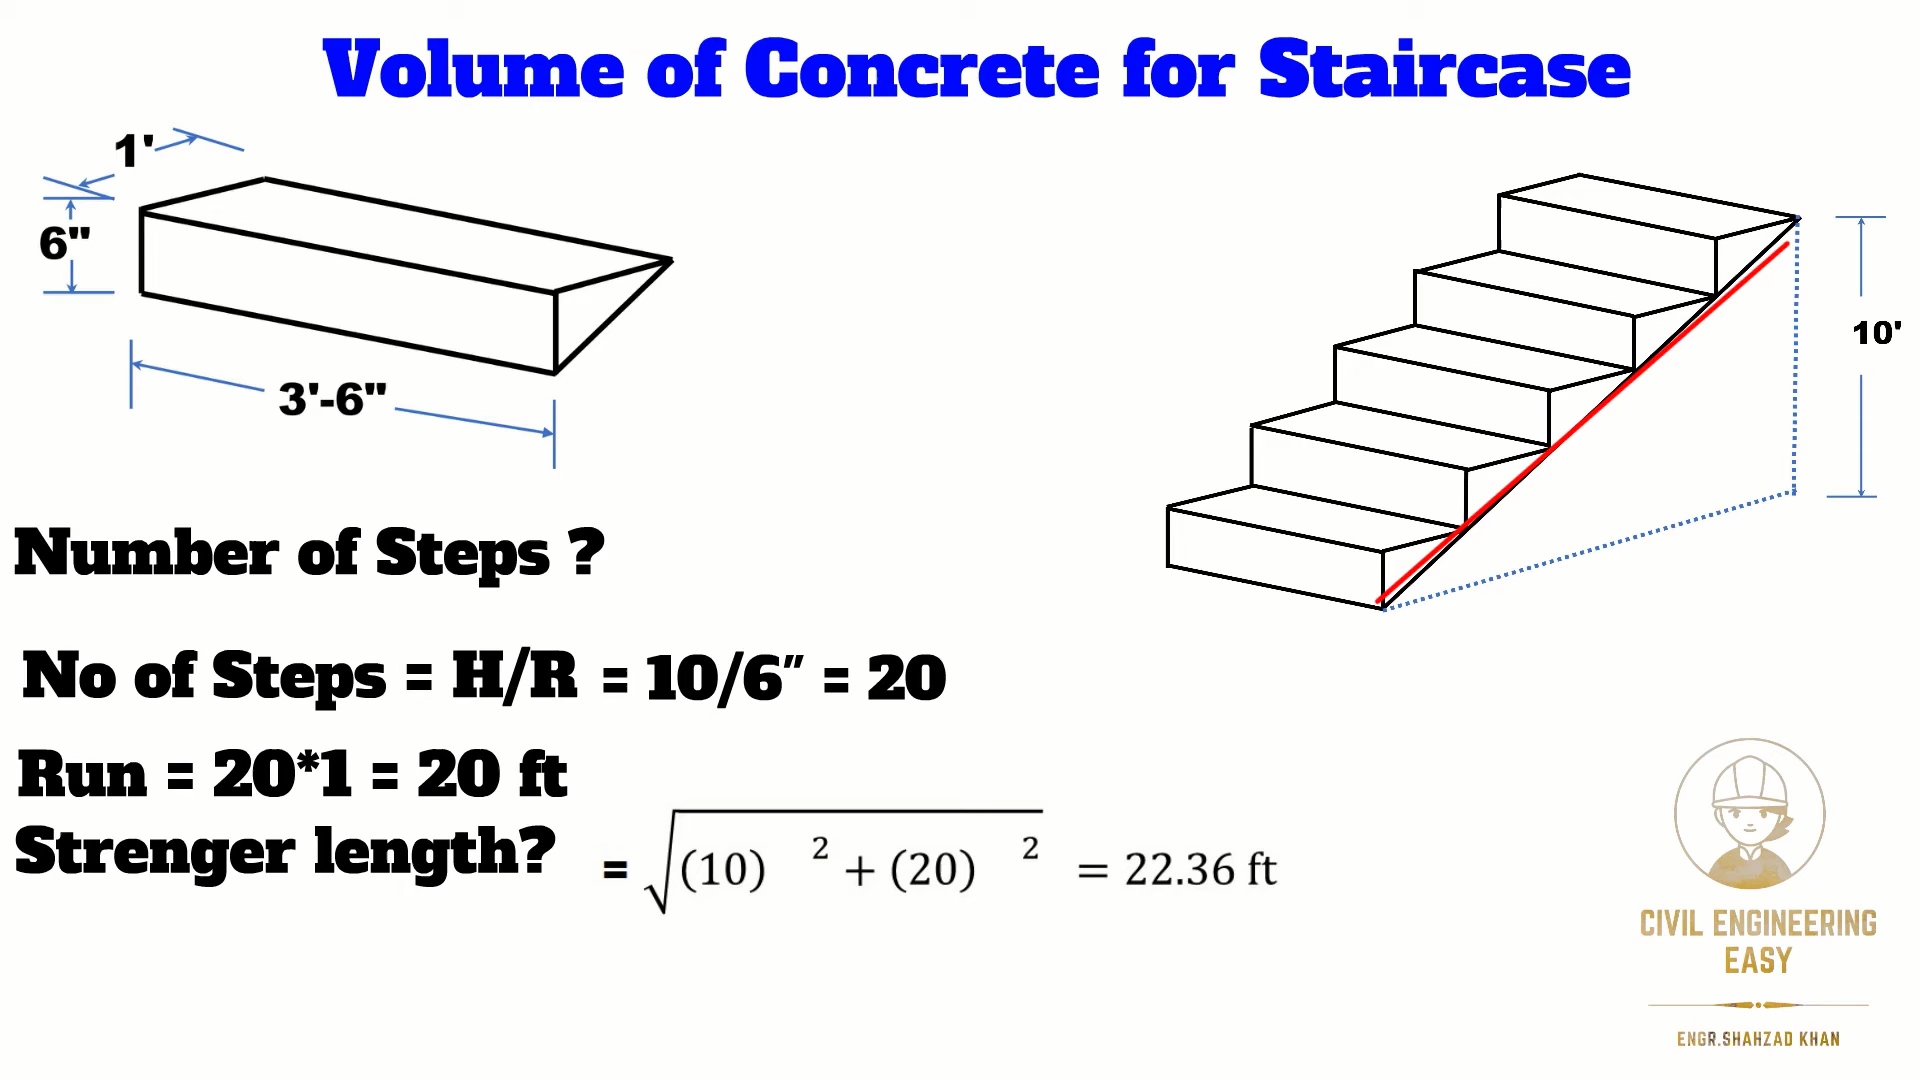 Volume of Concrete for Staircase
1'
6"
3'-6"
10'
Number of Steps ?
No of Steps = H/R = 10/6" = 20
Run = 20*1 = 20 ft
Strenger length? = √(10)² + (20)² = 22.36 ft
CIVIL ENGINEERING
EASY
ENGR.SHAHZAD KHAN